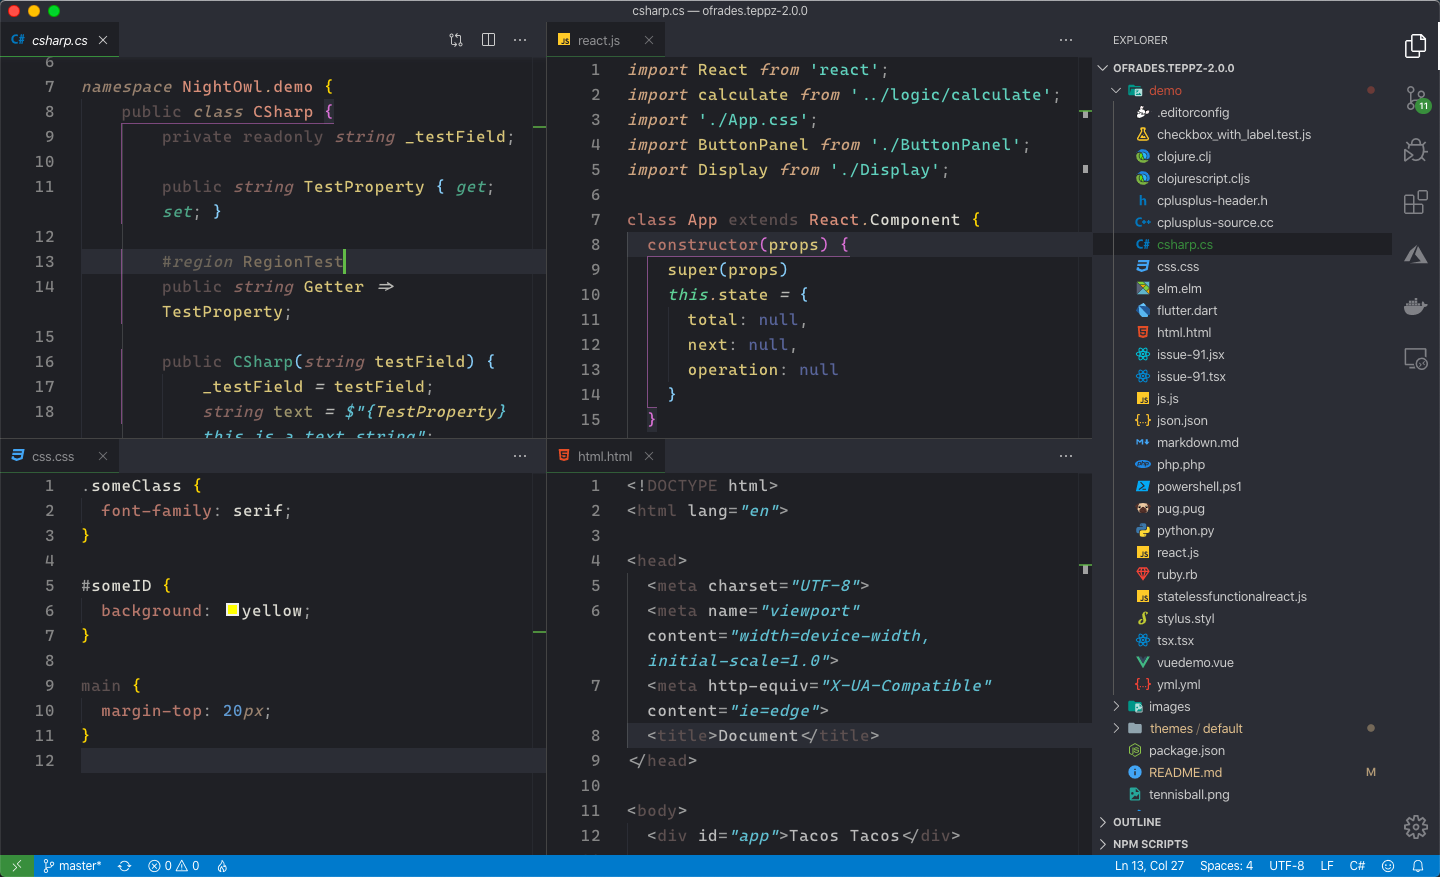 csharp.cs — ofrades.teppz-2.0.0
C# csharp.cs
6
7 namespace NightOwl.demo {
8 public class CSharp {
9 private readonly string _testField;
10
11 public string TestProperty { get;
set; }
12
13 #region RegionTest
14 public string Getter =>
TestProperty;
15
16 public CSharp(string testField) {
17 _testField = testField;
18 string text = $"{TestProperty}
this is a text string";
JS react.js
1 import React from 'react';
2 import calculate from '../logic/calculate';
3 import './App.css';
4 import ButtonPanel from './ButtonPanel';
5 import Display from './Display';
6
7 class App extends React.Component {
8 constructor(props) {
9 super(props)
10 this.state = {
11 total: null,
12 next: null,
13 operation: null
14 }
15 }
css.css
1 .someClass {
2 font-family: serif;
3 }
4
5 #someID {
6 background: yellow;
7 }
8
9 main {
10 margin-top: 20px;
11 }
12
html.html
1 <!DOCTYPE html>
2 <html lang="en">
3
4 <head>
5 <meta charset="UTF-8">
6 <meta name="viewport"
content="width=device-width,
initial-scale=1.0">
7 <meta http-equiv="X-UA-Compatible"
content="ie=edge">
8 <title>Document</title>
9 </head>
10
11 <body>
12 <div id="app">Tacos Tacos</div>
EXPLORER
OFRADES.TEPPZ-2.0.0
demo
.editorconfig
checkbox_with_label.test.js
clojure.clj
clojurescript.cljs
h cplusplus-header.h
C++ cplusplus-source.cc
C# csharp.cs
css.css
elm.elm
flutter.dart
html.html
issue-91.jsx
issue-91.tsx
JS js.js
{..} json.json
M markdown.md
php php.php
powershell.ps1
pug.pug
python.py
JS react.js
ruby.rb
JS statelessfunctionalreact.js
stylus.styl
tsx.tsx
vuedemo.vue
{..} yml.yml
images
themes / default
package.json
README.md M
tennisball.png
OUTLINE
NPM SCRIPTS
11
master* 0 0
Ln 13, Col 27 Spaces: 4 UTF-8 LF C#